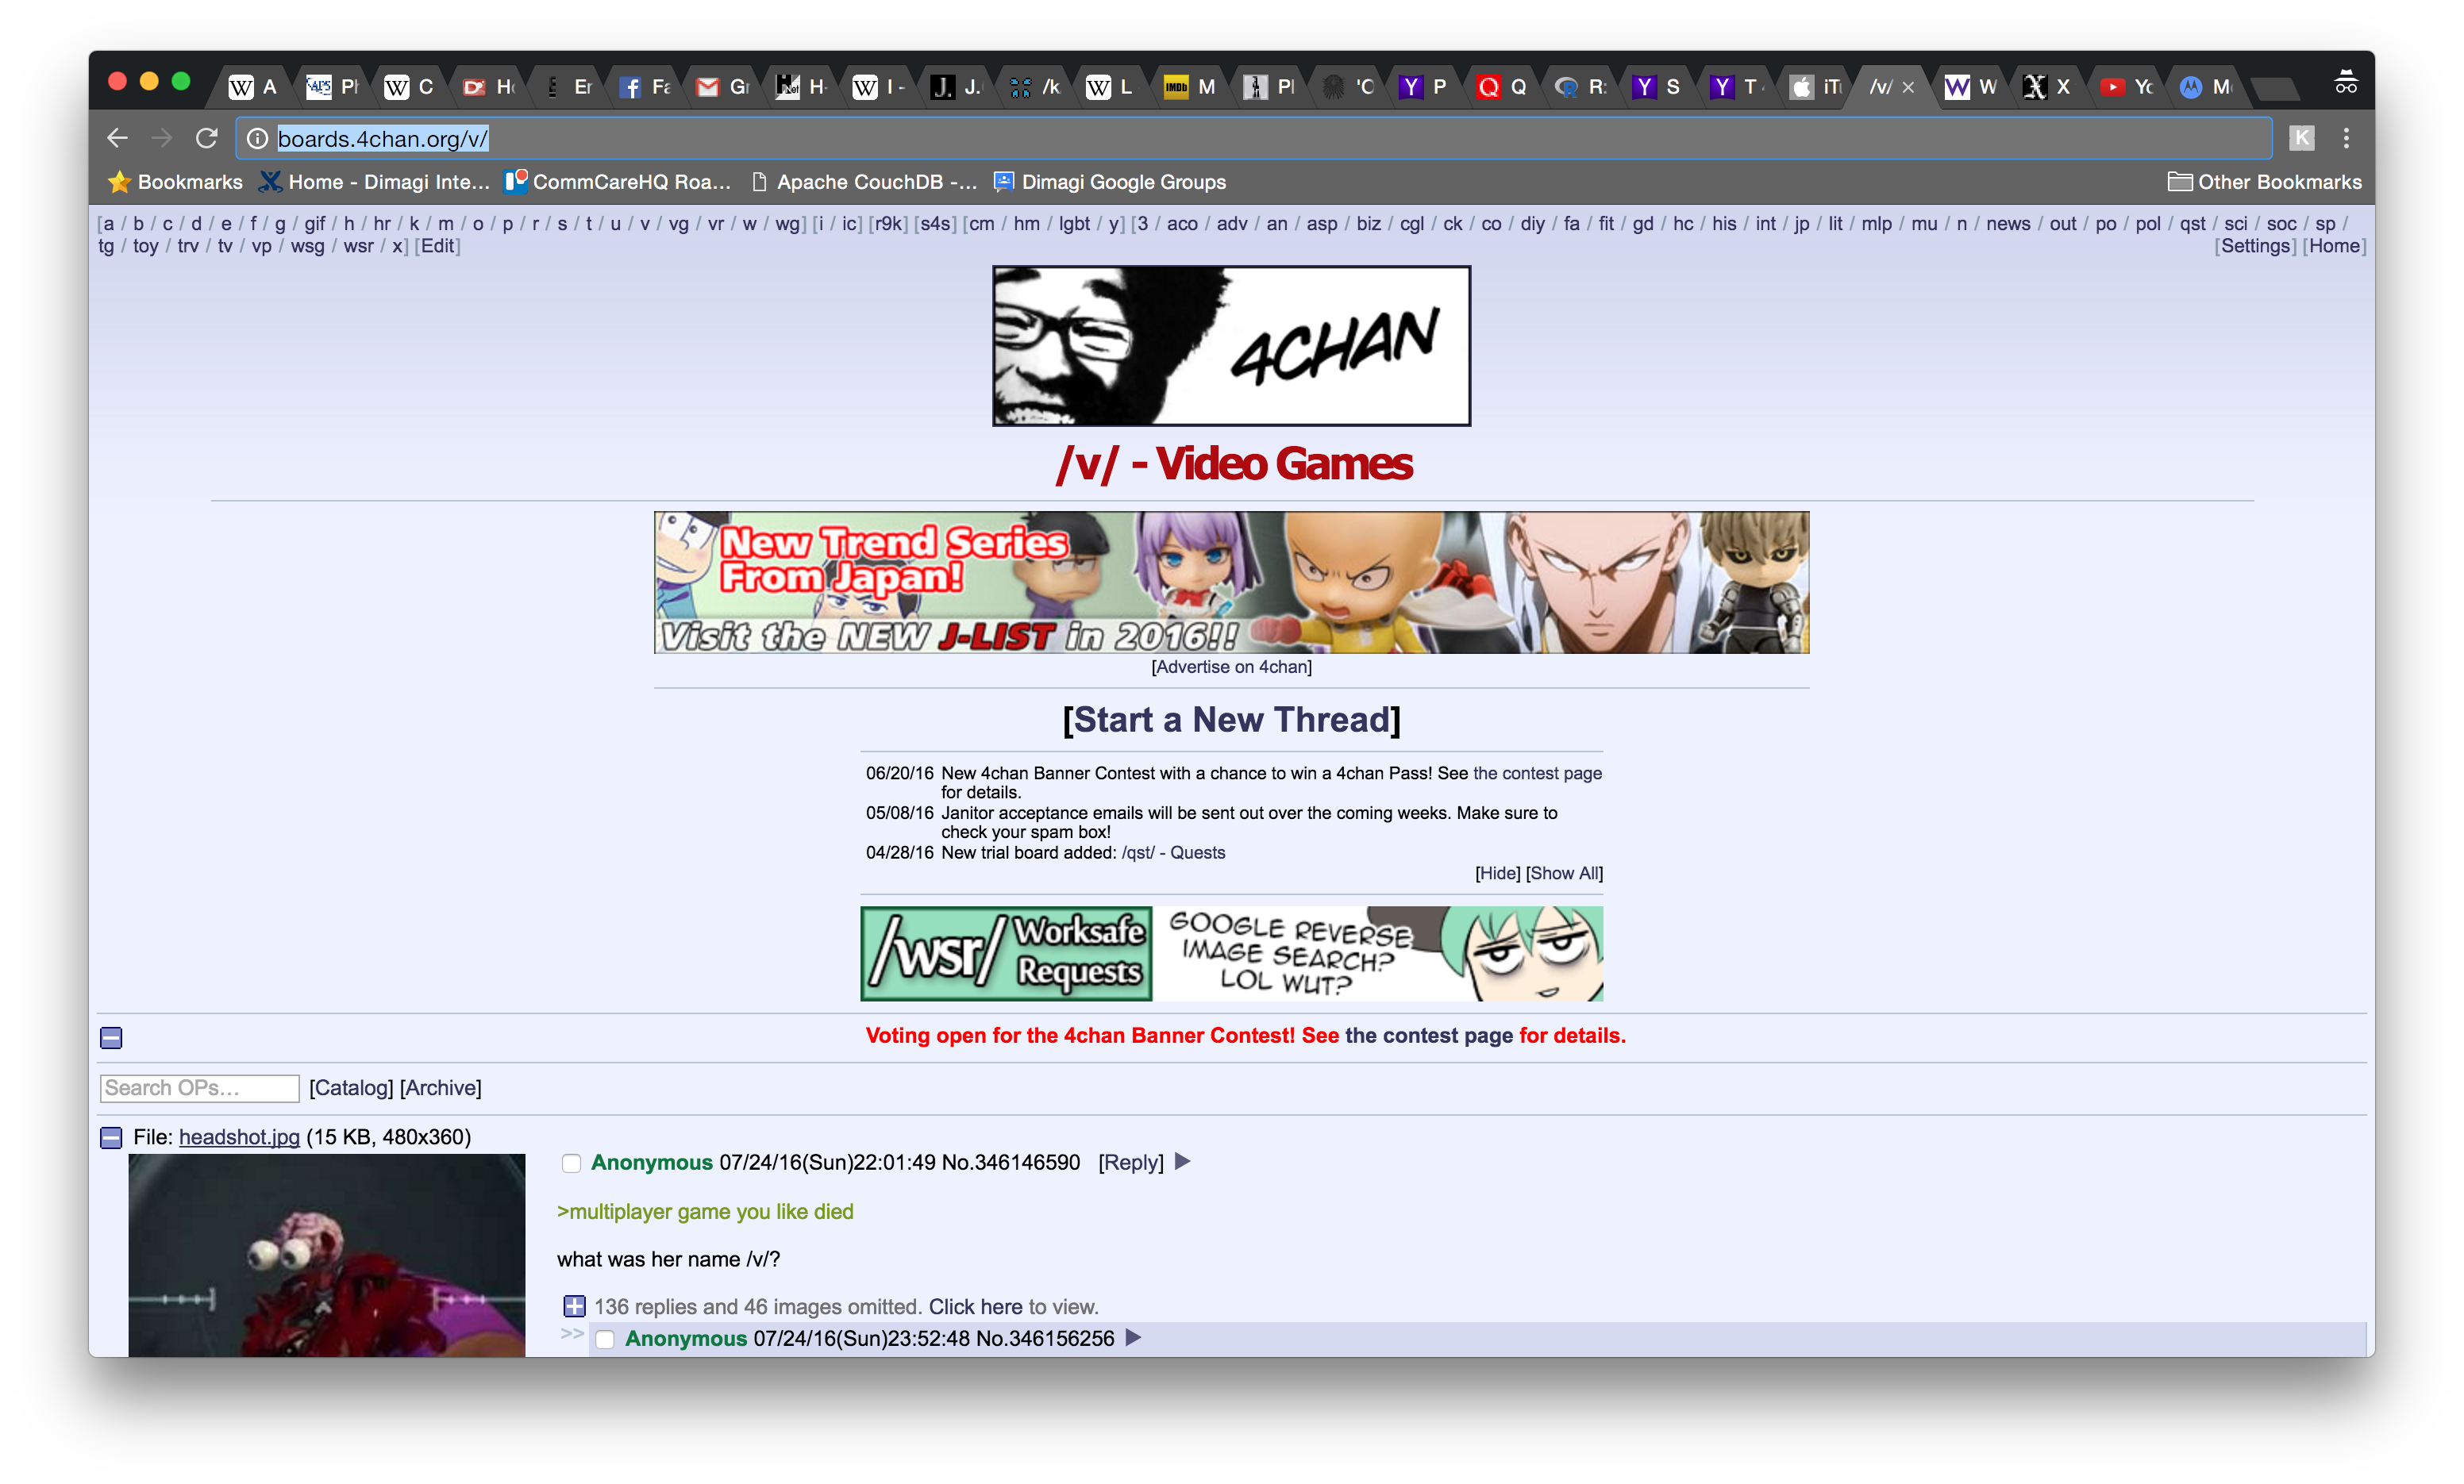 A
Ph
C
Ho
Er
Fa
Gr
H-
I -
J.
/k
L
M
Pl
'O
P
Q
R:
S
T
iTu
/v/
W
X
Yo
Mo
boards.4chan.org/v/
Bookmarks Home - Dimagi Inte... CommCareHQ Roa... Apache CouchDB -... Dimagi Google Groups Other Bookmarks
[a / b / c / d / e / f / g / gif / h / hr / k / m / o / p / r / s / t / u / v / vg / vr / w / wg] [i / ic] [r9k] [s4s] [cm / hm / lgbt / y] [3 / aco / adv / an / asp / biz / cgl / ck / co / diy / fa / fit / gd / hc / his / int / jp / lit / mlp / mu / n / news / out / po / pol / qst / sci / soc / sp /
tg / toy / trv / tv / vp / wsg / wsr / x] [Edit] [Settings] [Home]
4CHAN
/v/ - Video Games
New Trend Series
From Japan!
Visit the NEW J-LIST in 2016!!
[Advertise on 4chan]
[Start a New Thread]
06/20/16 New 4chan Banner Contest with a chance to win a 4chan Pass! See the contest page
for details.
05/08/16 Janitor acceptance emails will be sent out over the coming weeks. Make sure to
check your spam box!
04/28/16 New trial board added: /qst/ - Quests
[Hide] [Show All]
/wsr/ Worksafe
Requests
GOOGLE REVERSE
IMAGE SEARCH?
LOL WUT?
Voting open for the 4chan Banner Contest! See the contest page for details.
Search OPs... [Catalog] [Archive]
File: headshot.jpg (15 KB, 480x360)
Anonymous 07/24/16(Sun)22:01:49 No.346146590 [Reply]
>multiplayer game you like died
what was her name /v/?
136 replies and 46 images omitted. Click here to view.
>> Anonymous 07/24/16(Sun)23:52:48 No.346156256